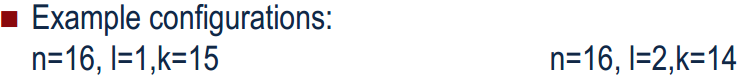 Example configurations:
n=16, l=1,k=15 n=16, l=2,k=14